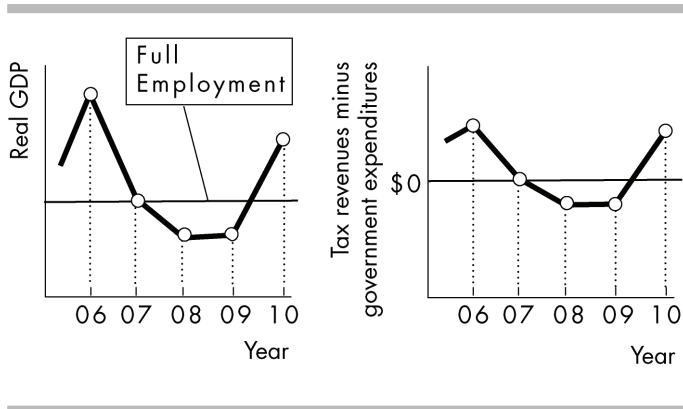 Full
Employment
Real GDP
06 07 08 09 10
Year
Tax revenues minus
government expenditures
$0
06 07 08 09 10
Year